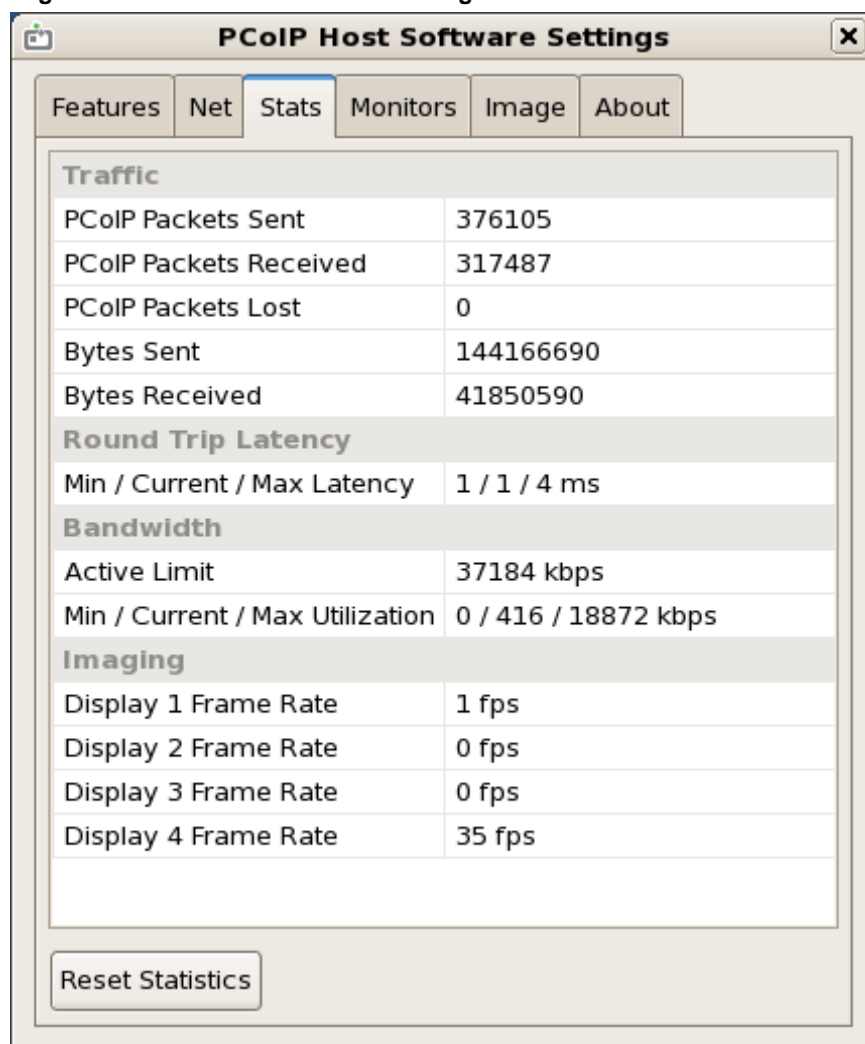 PCoIP Host Software Settings
Features Net Stats Monitors Image About
Traffic
PCoIP Packets Sent 376105
PCoIP Packets Received 317487
PCoIP Packets Lost 0
Bytes Sent 144166690
Bytes Received 41850590
Round Trip Latency
Min / Current / Max Latency 1 / 1 / 4 ms
Bandwidth
Active Limit 37184 kbps
Min / Current / Max Utilization 0 / 416 / 18872 kbps
Imaging
Display 1 Frame Rate 1 fps
Display 2 Frame Rate 0 fps
Display 3 Frame Rate 0 fps
Display 4 Frame Rate 35 fps
Reset Statistics